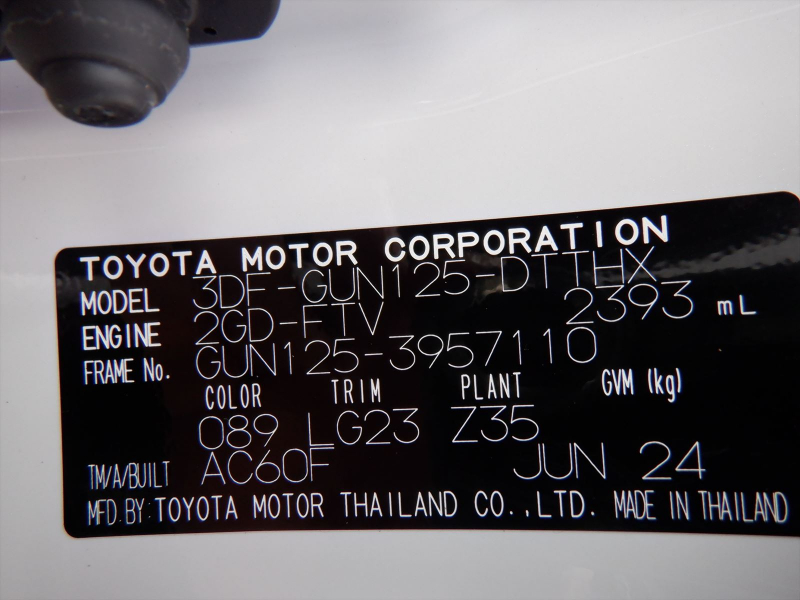 TOYOTA MOTOR CORPORATION
MODEL 3DF-GUN125-DTTHX
ENGINE 2GD-FTV 2393 mL
FRAME No. GUN125-3957110
COLOR TRIM PLANT GVM (kg)
089 LG23 Z35
TM/A/BUILT AC60F JUN 24
MFD. BY: TOYOTA MOTOR THAILAND CO.,LTD. MADE IN THAILAND